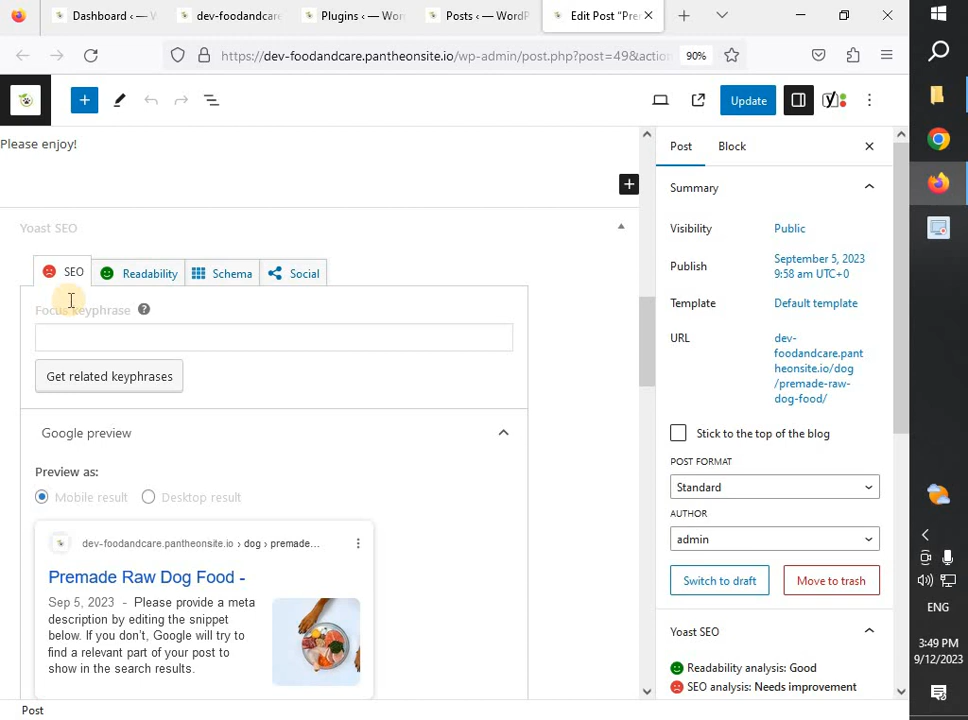 Dashboard ‹ — W
dev-foodandcare
Plugins ‹ — Wor
Posts ‹ — WordP
Edit Post “Prem
https://dev-foodandcare.pantheonsite.io/wp-admin/post.php?post=49&actio
90%
Update
Please enjoy!
Post
Block
Summary
Yoast SEO
Visibility
Public
SEO
Readability
Schema
Social
Publish
September 5, 2023
9:58 am UTC+0
Focus keyphrase
Template
Default template
URL
dev-
foodandcare.pant
heonsite.io/dog
/premade-raw-
dog-food/
Get related keyphrases
Google preview
Stick to the top of the blog
POST FORMAT
Standard
Preview as:
Mobile result
Desktop result
AUTHOR
admin
dev-foodandcare.pantheonsite.io › dog › premade...
Premade Raw Dog Food -
Switch to draft
Move to trash
Sep 5, 2023 - Please provide a meta
description by editing the snippet
below. If you don’t, Google will try to
find a relevant part of your post to
show in the search results.
Yoast SEO
Readability analysis: Good
SEO analysis: Needs improvement
Post
ENG
3:49 PM
9/12/2023